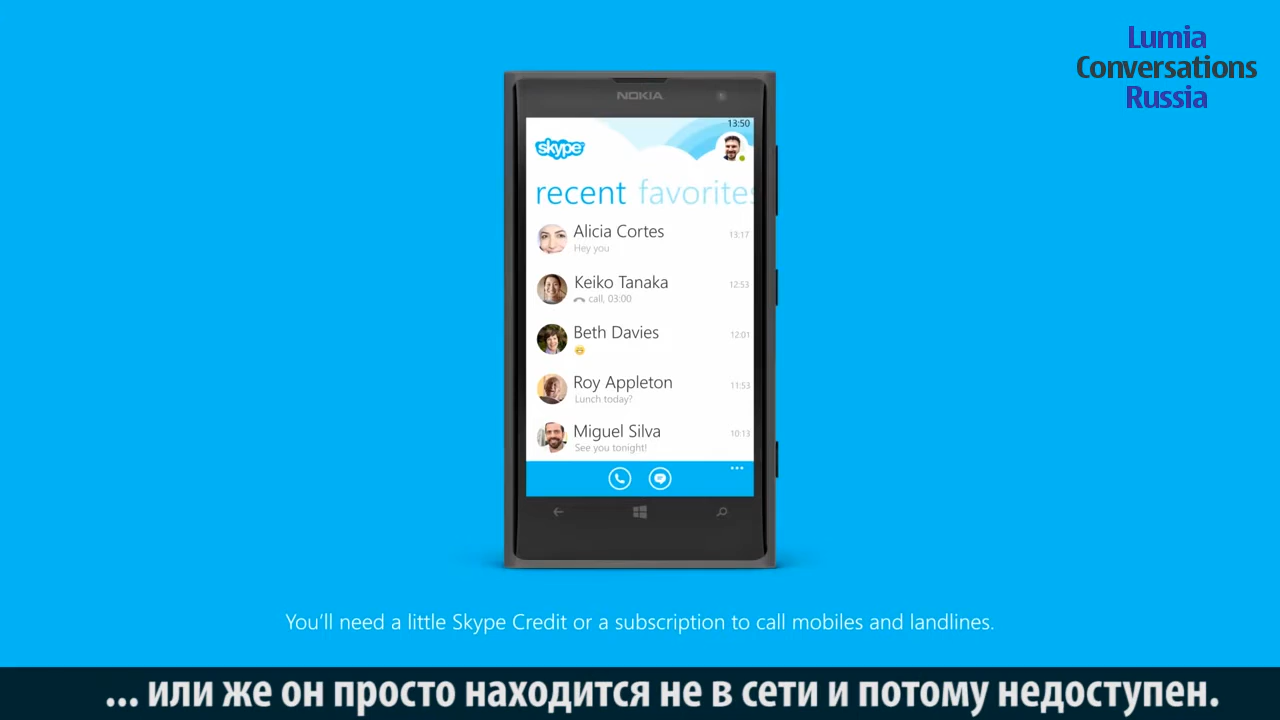 Lumia
Conversations
Russia
NOKIA
13:50
skype
recent favorites
Alicia Cortes
13:17
Hey you
Keiko Tanaka
12:53
call, 03:00
Beth Davies
12:01
Roy Appleton
11:53
Lunch today?
Miguel Silva
10:13
See you tonight!
You'll need a little Skype Credit or a subscription to call mobiles and landlines.
... или же он просто находится не в сети и потому недоступен.